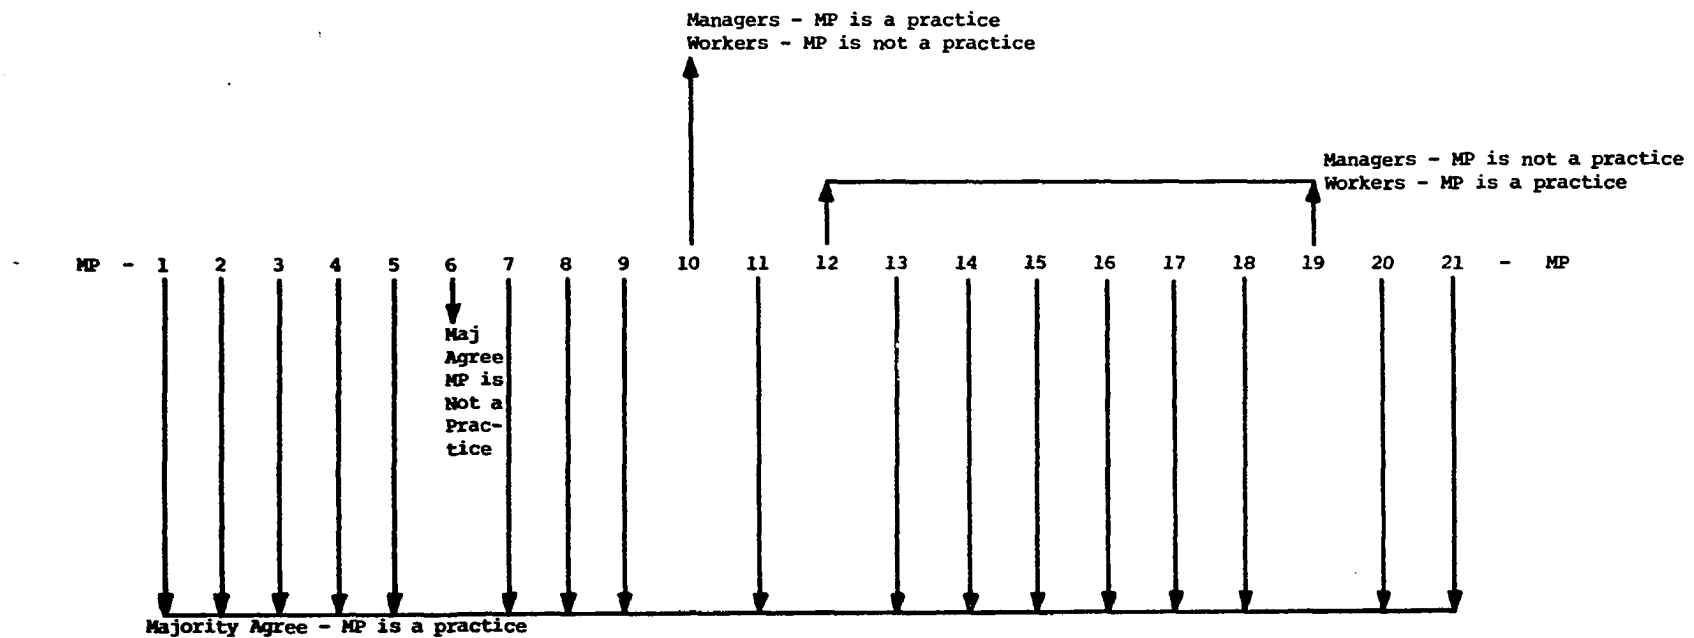 Managers - MP is a practice
Workers - MP is not a practice
Managers - MP is not a practice
Workers - MP is a practice
MP - 1 2 3 4 5 6 7 8 9 10 11 12 13 14 15 16 17 18 19 20 21 - MP
Maj
Agree
MP is
Not a
Prac-
tice
Majority Agree - MP is a practice